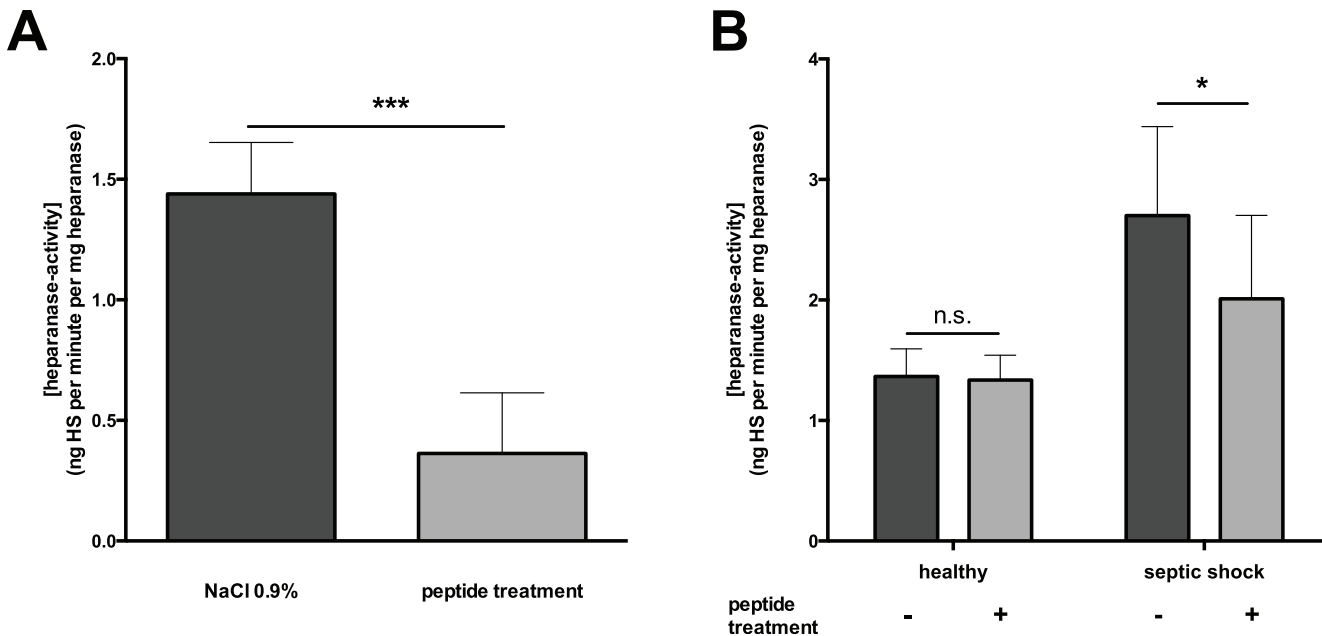 A
[heparanase-activity]
(ng HS per minute per mg heparanase)
2.0
1.5
1.0
0.5
0.0
***
NaCl 0.9%
peptide treatment
B
[heparanase-activity]
(ng HS per minute per mg heparanase)
4
3
2
1
0
n.s.
*
healthy
septic shock
peptide
treatment
- + - +